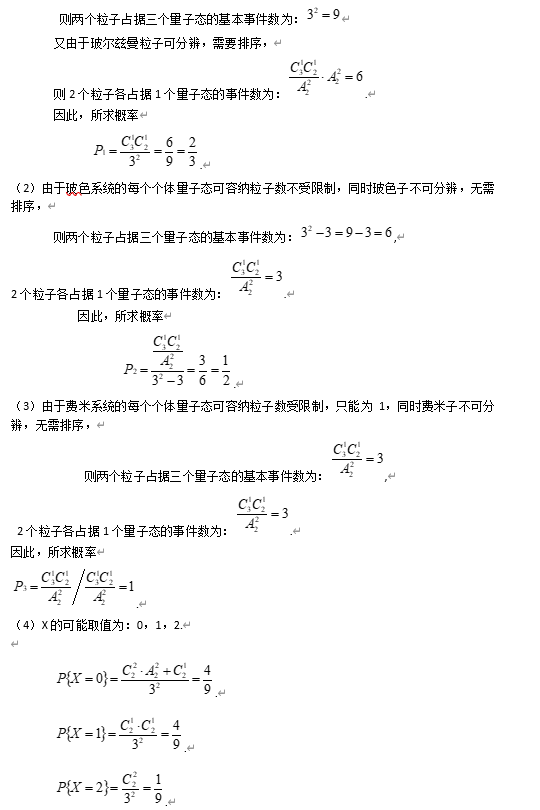 则两个粒子占据三个量子态的基本事件数为：3²=9
又由于玻尔兹曼粒子可分辨，需要排序，↵
则 2 个粒子各占据 1 个量子态的事件数为：\frac{C_3^1C_2^1}{A_2^2}·A_2^2=6.↵
因此，所求概率↵
P_1=\frac{C_3^1C_2^1}{3^2}=\frac{6}{9}=\frac{2}{3}.↵
（2）由于玻色系统的每个个体量子态可容纳粒子数不受限制，同时玻色子不可分辨，无需
排序，↵
则两个粒子占据三个量子态的基本事件数为：3²-3=9-3=6,↵
2 个粒子各占据 1 个量子态的事件数为：\frac{C_3^1C_2^1}{A_2^2}=3.↵
因此，所求概率↵
P_2=\frac{\frac{C_3^1C_2^1}{A_2^2}}{3^2-3}=\frac{3}{6}=\frac{1}{2}.↵
（3）由于费米系统的每个个体量子态可容纳粒子数受限制，只能为 1，同时费米子不可分
辨，无需排序，↵
则两个粒子占据三个量子态的基本事件数为：\frac{C_3^1C_2^1}{A_2^2}=3,↵
2 个粒子各占据 1 个量子态的事件数为：\frac{C_3^1C_2^1}{A_2^2}=3.↵
因此，所求概率↵
P_3=\frac{C_3^1C_2^1}{A_2^2}/\frac{C_3^1C_2^1}{A_2^2}=1.↵
（4）X 的可能取值为：0，1，2.↵
↵
P{X=0}=\frac{C_2^2·A_2^2+C_2^1}{3^2}=\frac{4}{9}.↵
P{X=1}=\frac{C_2^1·C_2^1}{3^2}=\frac{4}{9}.↵
P{X=2}=\frac{C_2^2}{3^2}=\frac{1}{9}.↵